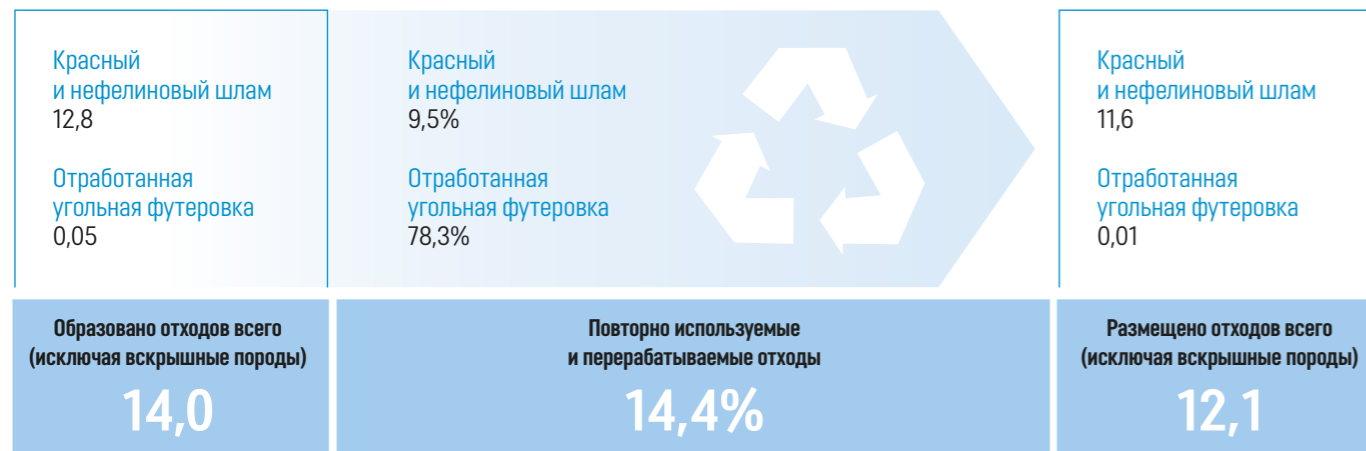 Красный
и нефелиновый шлам
12,8
Отработанная
угольная футеровка
0,05
Красный
и нефелиновый шлам
9,5%
Отработанная
угольная футеровка
78,3%
Красный
и нефелиновый шлам
11,6
Отработанная
угольная футеровка
0,01
Образовано отходов всего
(исключая вскрышные породы)
14,0
Повторно используемые
и перерабатываемые отходы
14,4%
Размещено отходов всего
(исключая вскрышные породы)
12,1